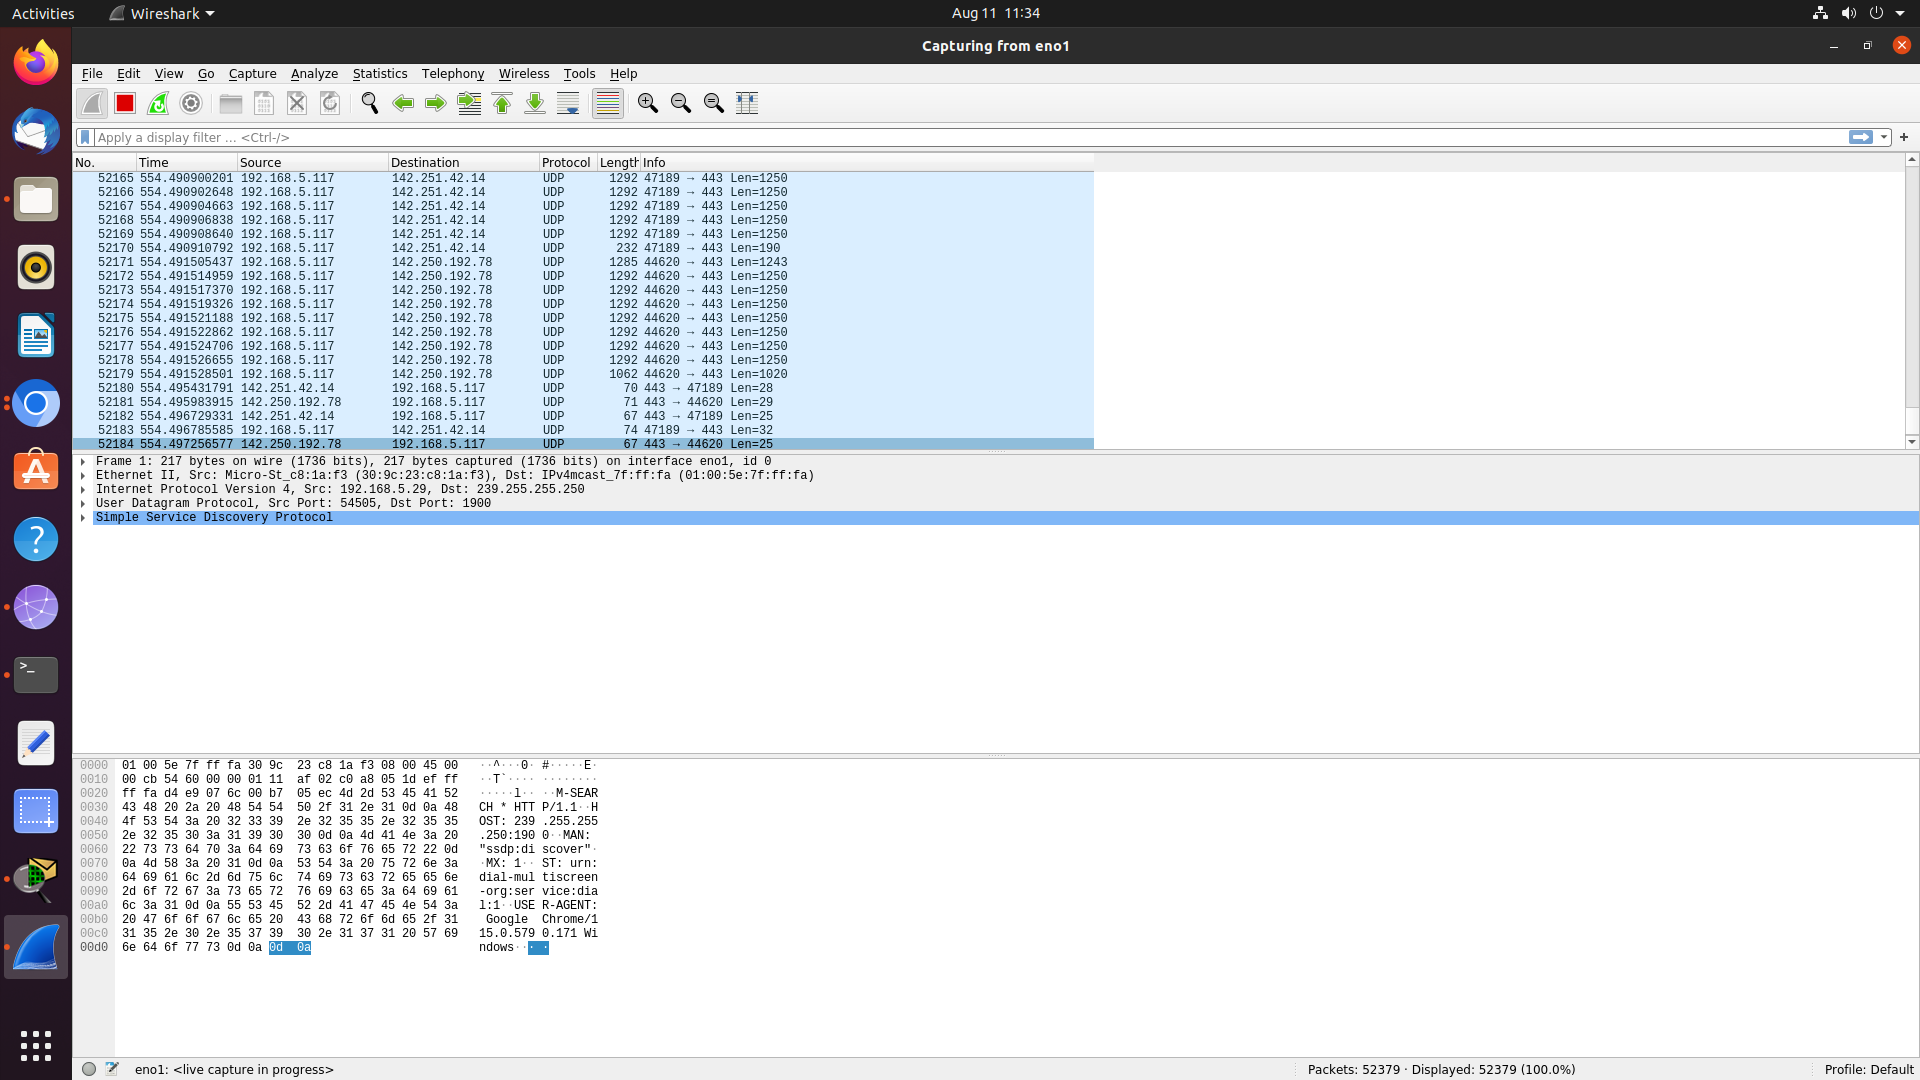 Activities Wireshark Aug 11 11:34
Capturing from eno1
File Edit View Go Capture Analyze Statistics Telephony Wireless Tools Help
Apply a display filter … <Ctrl-/>
No. Time Source Destination Protocol Length Info
52165 554.490900201 192.168.5.117 142.251.42.14 UDP 1292 47189 → 443 Len=1250
52166 554.490902648 192.168.5.117 142.251.42.14 UDP 1292 47189 → 443 Len=1250
52167 554.490904663 192.168.5.117 142.251.42.14 UDP 1292 47189 → 443 Len=1250
52168 554.490906838 192.168.5.117 142.251.42.14 UDP 1292 47189 → 443 Len=1250
52169 554.490908640 192.168.5.117 142.251.42.14 UDP 1292 47189 → 443 Len=1250
52170 554.490910792 192.168.5.117 142.251.42.14 UDP 232 47189 → 443 Len=190
52171 554.491505437 192.168.5.117 142.250.192.78 UDP 1285 44620 → 443 Len=1243
52172 554.491514959 192.168.5.117 142.250.192.78 UDP 1292 44620 → 443 Len=1250
52173 554.491517370 192.168.5.117 142.250.192.78 UDP 1292 44620 → 443 Len=1250
52174 554.491519326 192.168.5.117 142.250.192.78 UDP 1292 44620 → 443 Len=1250
52175 554.491521188 192.168.5.117 142.250.192.78 UDP 1292 44620 → 443 Len=1250
52176 554.491522862 192.168.5.117 142.250.192.78 UDP 1292 44620 → 443 Len=1250
52177 554.491524706 192.168.5.117 142.250.192.78 UDP 1292 44620 → 443 Len=1250
52178 554.491526655 192.168.5.117 142.250.192.78 UDP 1292 44620 → 443 Len=1250
52179 554.491528501 192.168.5.117 142.250.192.78 UDP 1062 44620 → 443 Len=1020
52180 554.495431791 142.251.42.14 192.168.5.117 UDP 70 443 → 47189 Len=28
52181 554.495983915 142.250.192.78 192.168.5.117 UDP 71 443 → 44620 Len=29
52182 554.496729331 142.251.42.14 192.168.5.117 UDP 67 443 → 47189 Len=25
52183 554.496785585 192.168.5.117 142.251.42.14 UDP 74 47189 → 443 Len=32
52184 554.497256577 142.250.192.78 192.168.5.117 UDP 67 443 → 44620 Len=25
Frame 1: 217 bytes on wire (1736 bits), 217 bytes captured (1736 bits) on interface eno1, id 0
Ethernet II, Src: Micro-St_c8:1a:f3 (30:9c:23:c8:1a:f3), Dst: IPv4mcast_7f:ff:fa (01:00:5e:7f:ff:fa)
Internet Protocol Version 4, Src: 192.168.5.29, Dst: 239.255.255.250
User Datagram Protocol, Src Port: 54505, Dst Port: 1900
Simple Service Discovery Protocol
0000 01 00 5e 7f ff fa 30 9c 23 c8 1a f3 08 00 45 00 ··^···0· #·····E·
0010 00 cb 54 60 00 00 01 11 af 02 c0 a8 05 1d ef ff ··T`···· ········
0020 ff fa d4 e9 07 6c 00 b7 05 ec 4d 2d 53 45 41 52 ·····l·· ··M-SEAR
0030 43 48 20 2a 20 48 54 54 50 2f 31 2e 31 0d 0a 48 CH * HTT P/1.1··H
0040 4f 53 54 3a 20 32 33 39 2e 32 35 35 2e 32 35 35 OST: 239 .255.255
0050 2e 32 35 30 3a 31 39 30 30 0d 0a 4d 41 4e 3a 20 .250:190 0··MAN:
0060 22 73 73 64 70 3a 64 69 73 63 6f 76 65 72 22 0d "ssdp:di scover"·
0070 0a 4d 58 3a 20 31 0d 0a 53 54 3a 20 75 72 6e 3a ·MX: 1·· ST: urn:
0080 64 69 61 6c 2d 6d 75 6c 74 69 73 63 72 65 65 6e dial-mul tiscreen
0090 2d 6f 72 67 3a 73 65 72 76 69 63 65 3a 64 69 61 -org:ser vice:dia
00a0 6c 3a 31 0d 0a 55 53 45 52 2d 41 47 45 4e 54 3a l:1··USE R-AGENT:
00b0 20 47 6f 6f 67 6c 65 20 43 68 72 6f 6d 65 2f 31 Google Chrome/1
00c0 31 35 2e 30 2e 35 37 39 30 2e 31 37 31 20 57 69 15.0.579 0.171 Wi
00d0 6e 64 6f 77 73 0d 0a 0d 0a ndows··· ·
eno1: <live capture in progress> Packets: 52379 · Displayed: 52379 (100.0%) Profile: Default